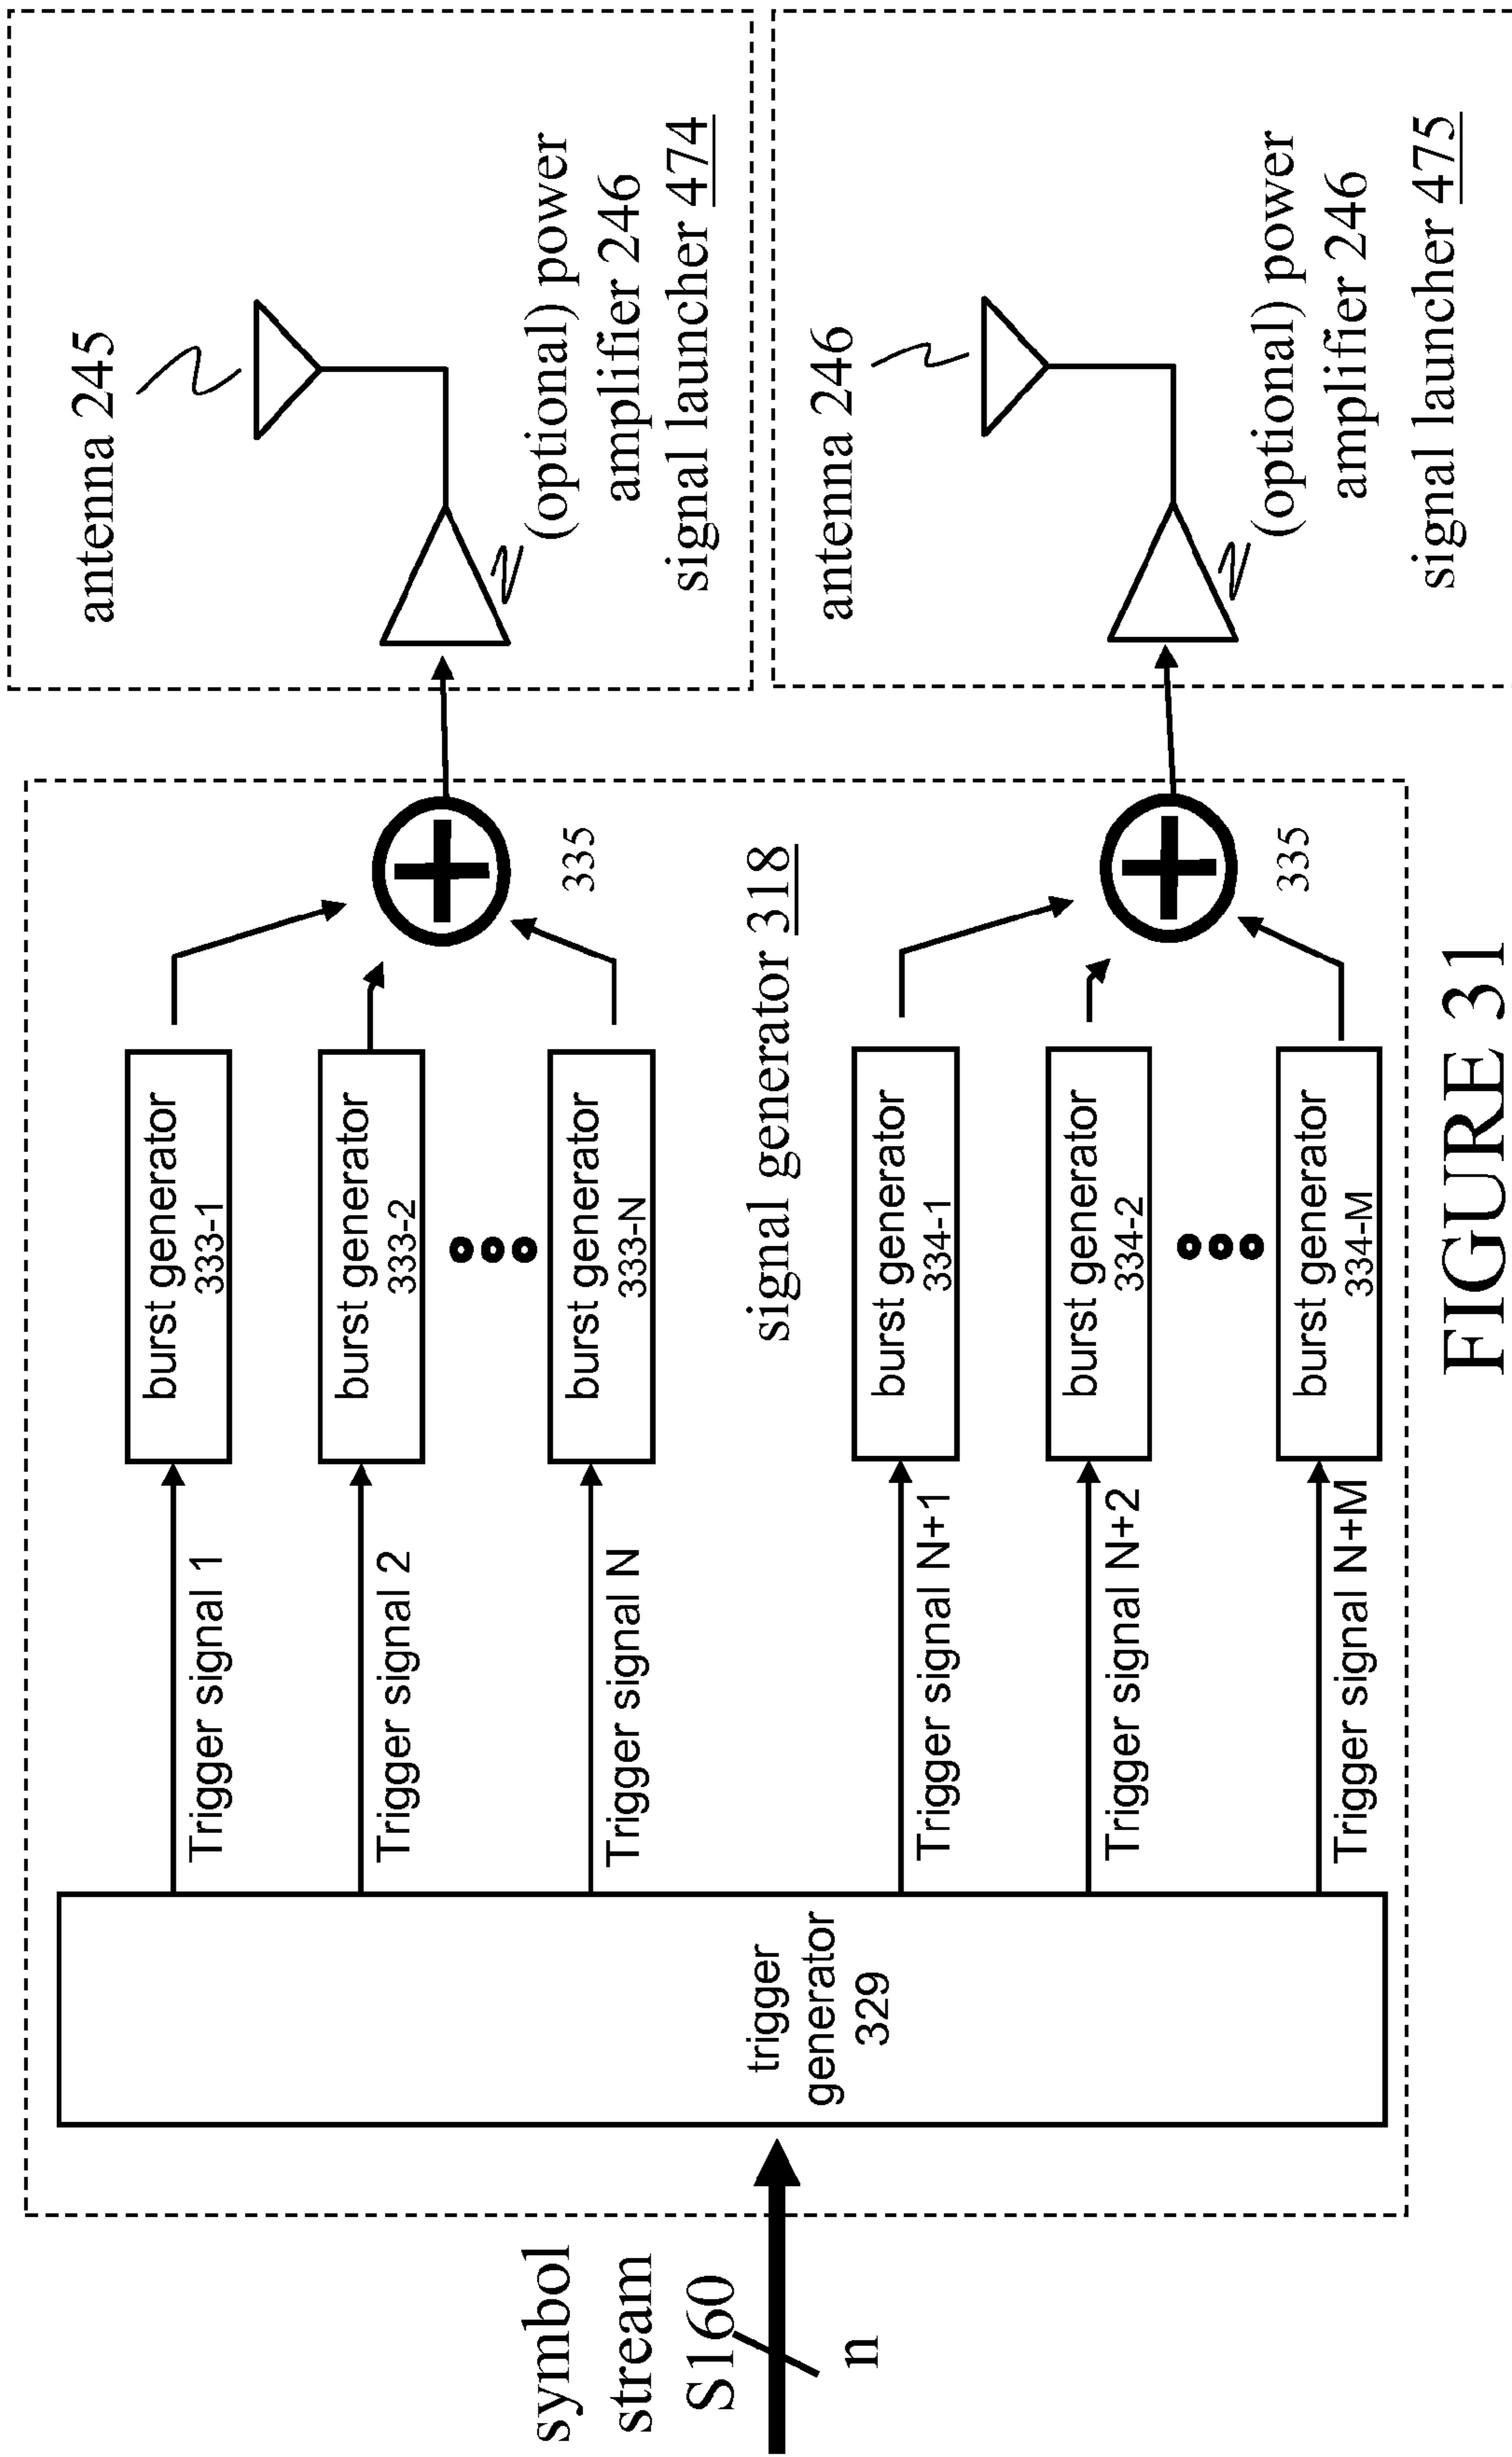 symbol
stream
S160
n
trigger
generator
329
Trigger signal 1
Trigger signal 2
Trigger signal N
Trigger signal N+1
Trigger signal N+2
Trigger signal N+M
burst generator
333-1
burst generator
333-2
burst generator
333-N
signal generator 318
burst generator
334-1
burst generator
334-2
burst generator
334-M
335
335
antenna 245
(optional) power
amplifier 246
signal launcher 474
antenna 246
(optional) power
amplifier 246
signal launcher 475
FIGURE 31